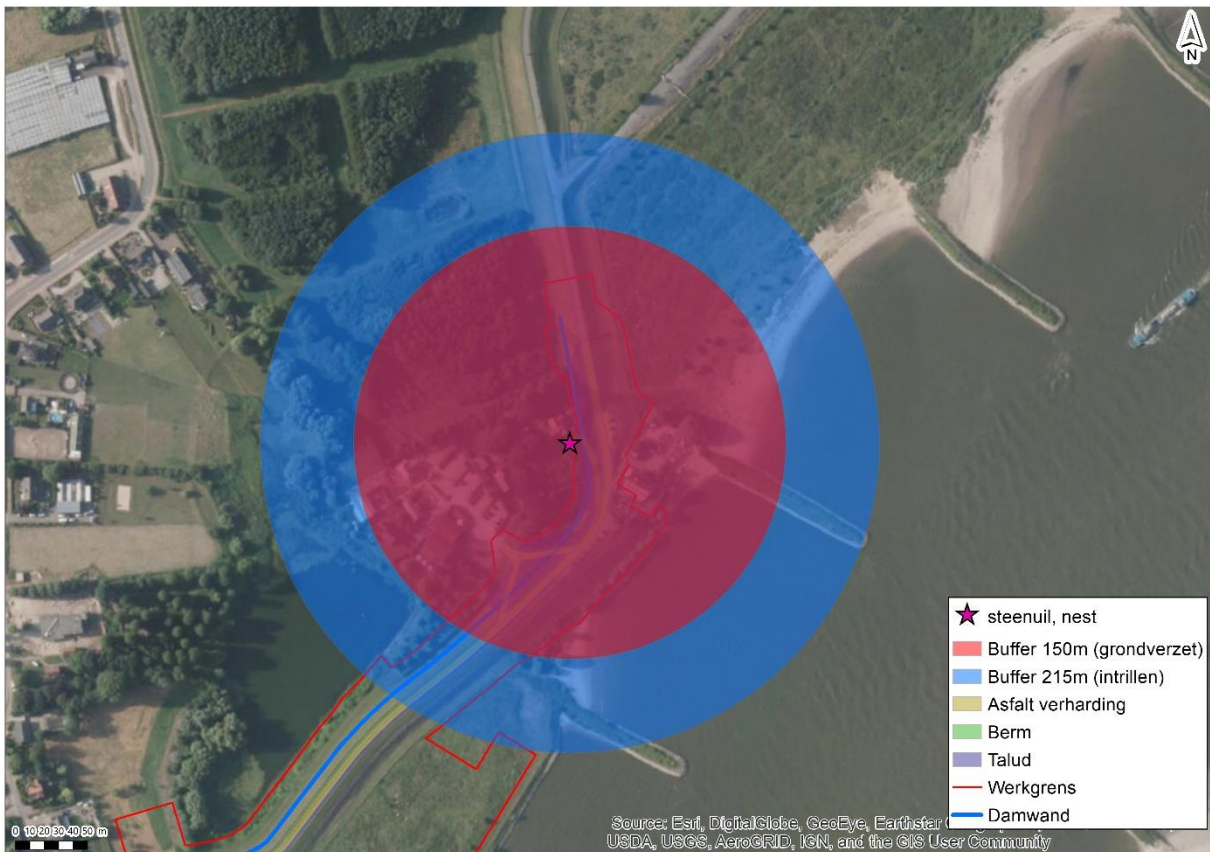 N
steenuil, nest
Buffer 150m (grondverzet)
Buffer 215m (intrillen)
Asfalt verharding
Berm
Talud
Werkgrens
Damwand
0 10 20 30 40 50 m
Source: Esri, DigitalGlobe, GeoEye, Earthstar
USDA, USGS, AeroGRID, IGN, and the GIS User Community